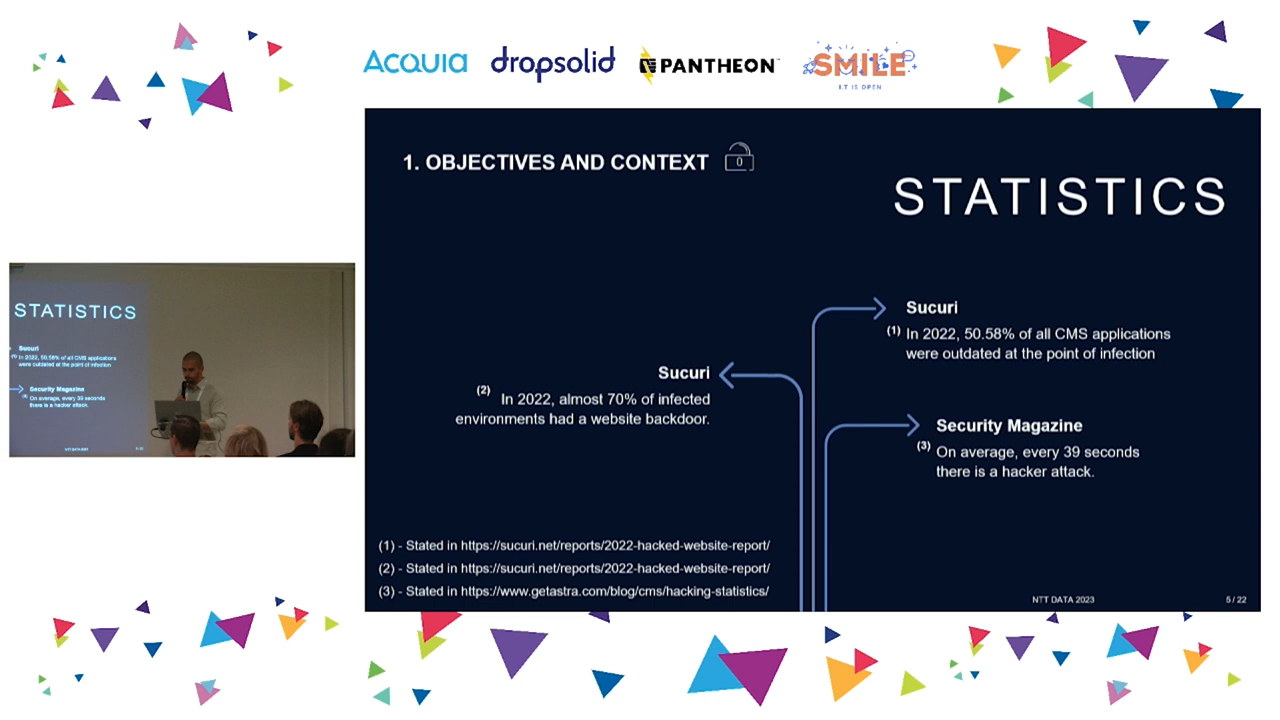 ACQUIA dropsolid PANTHEON SMILE
I.T IS OPEN
1. OBJECTIVES AND CONTEXT
0
STATISTICS
Sucuri
(1) In 2022, 50.58% of all CMS applications
were outdated at the point of infection
Sucuri
(2) In 2022, almost 70% of infected
environments had a website backdoor.
Security Magazine
(3) On average, every 39 seconds
there is a hacker attack.
(1) - Stated in https://sucuri.net/reports/2022-hacked-website-report/
(2) - Stated in https://sucuri.net/reports/2022-hacked-website-report/
(3) - Stated in https://www.getastra.com/blog/cms/hacking-statistics/
NTT DATA 2023
5 / 22
STATISTICS
Sucuri
(1) In 2022, 50.58% of all CMS applications
were outdated at the point of infection
Security Magazine
(3) On average, every 39 seconds
there is a hacker attack.